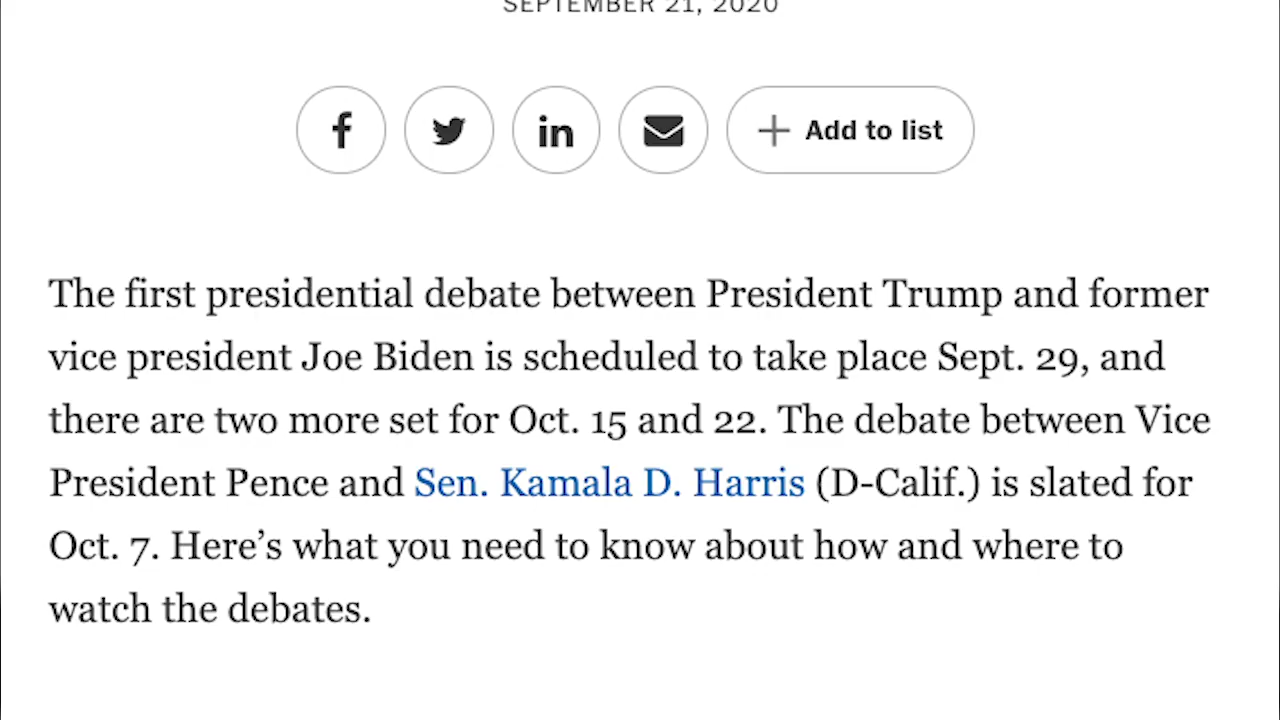 SEPTEMBER 21, 2020
f
in
+ Add to list
The first presidential debate between President Trump and former
vice president Joe Biden is scheduled to take place Sept. 29, and
there are two more set for Oct. 15 and 22. The debate between Vice
President Pence and Sen. Kamala D. Harris (D-Calif.) is slated for
Oct. 7. Here’s what you need to know about how and where to
watch the debates.